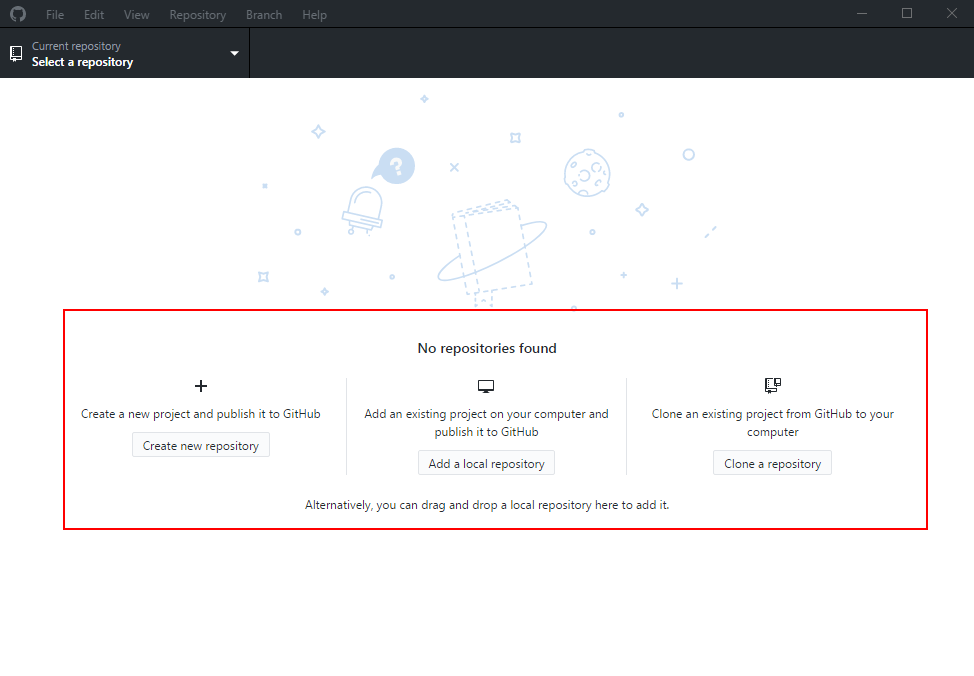 File Edit View Repository Branch Help
Current repository
Select a repository
?
No repositories found
Create a new project and publish it to GitHub
Create new repository
Add an existing project on your computer and
publish it to GitHub
Add a local repository
Clone an existing project from GitHub to your
computer
Clone a repository
Alternatively, you can drag and drop a local repository here to add it.